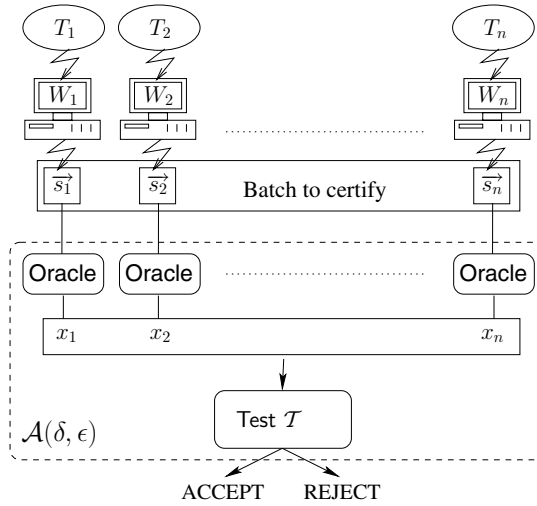 T₁ T₂ Tₙ
W₁ W₂ Wₙ
s₁⃗ s₂⃗ Batch to certify sₙ⃗
Oracle Oracle Oracle
x₁ x₂ xₙ
Test 𝒯
𝒜(δ, ϵ)
ACCEPT REJECT